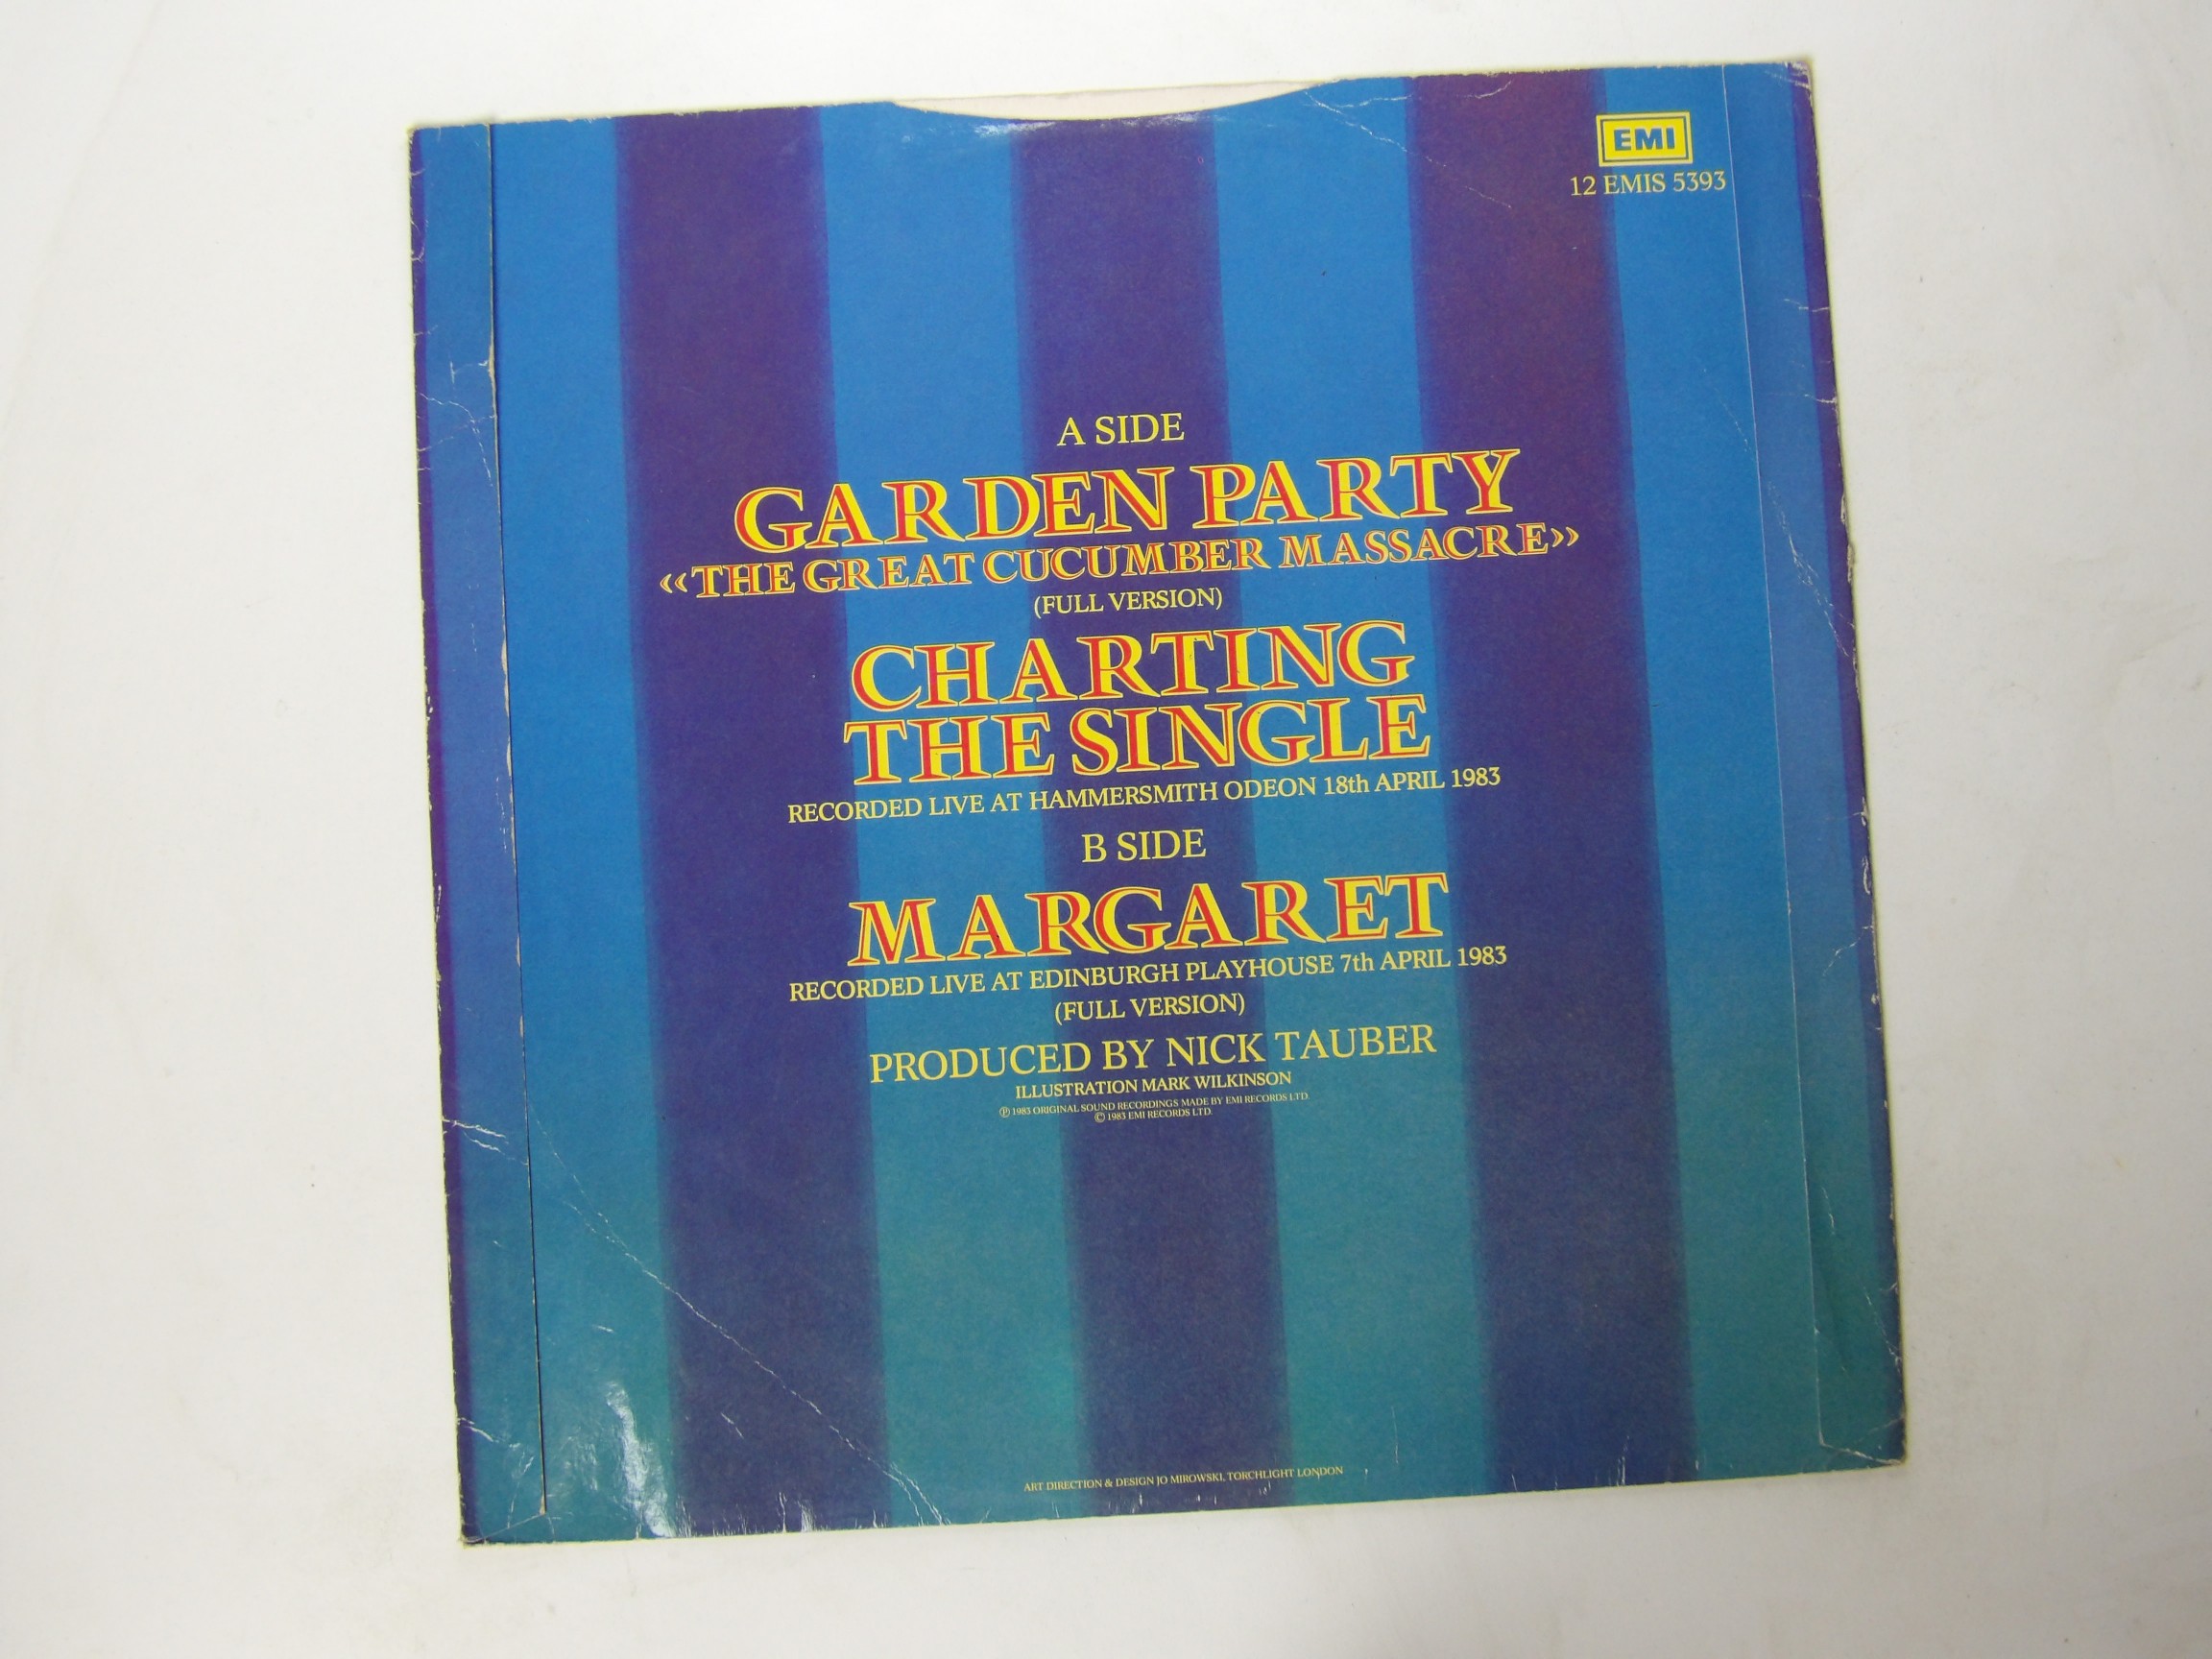 EMI
12 EMIS 5393
A SIDE
GARDEN PARTY
‹‹THE GREAT CUCUMBER MASSACRE››
(FULL VERSION)
CHARTING
THE SINGLE
RECORDED LIVE AT HAMMERSMITH ODEON 18th APRIL 1983
B SIDE
MARGARET
RECORDED LIVE AT EDINBURGH PLAYHOUSE 7th APRIL 1983
(FULL VERSION)
PRODUCED BY NICK TAUBER
ILLUSTRATION MARK WILKINSON
℗ 1983 ORIGINAL SOUND RECORDINGS MADE BY EMI RECORDS LTD.
© 1983 EMI RECORDS LTD.
ART DIRECTION & DESIGN JO MIROWSKI, TORCHLIGHT LONDON